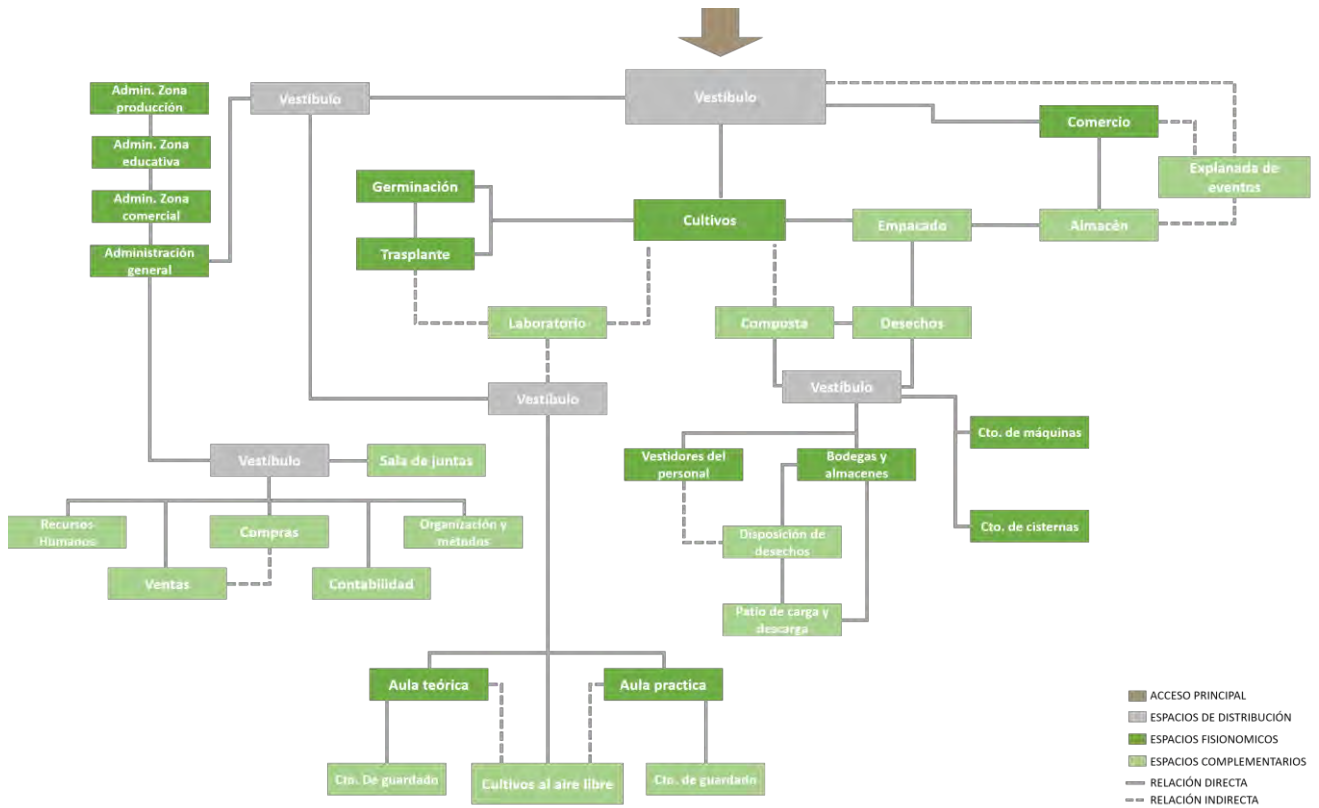 Admin. Zona
producción
Vestíbulo
Vestíbulo
Comercio
Admin. Zona
educativa
Explanada de
eventos
Admin. Zona
comercial
Germinación
Cultivos
Empacado
Almacén
Administración
general
Trasplante
Laboratorio
Composta
Desechos
Vestíbulo
Vestíbulo
Cto. de máquinas
Vestíbulo
Sala de juntas
Vestidores del
personal
Bodegas y
almacenes
Recursos
Humanos
Compras
Organización y
métodos
Cto. de cisternas
Disposición de
desechos
Ventas
Contabilidad
Patio de carga y
descarga
Aula teórica
Aula practica
Cto. De guardado
Cultivos al aire libre
Cto. de guardado
ACCESO PRINCIPAL
ESPACIOS DE DISTRIBUCIÓN
ESPACIOS FISIONOMICOS
ESPACIOS COMPLEMENTARIOS
RELACIÓN DIRECTA
RELACIÓN INDIRECTA